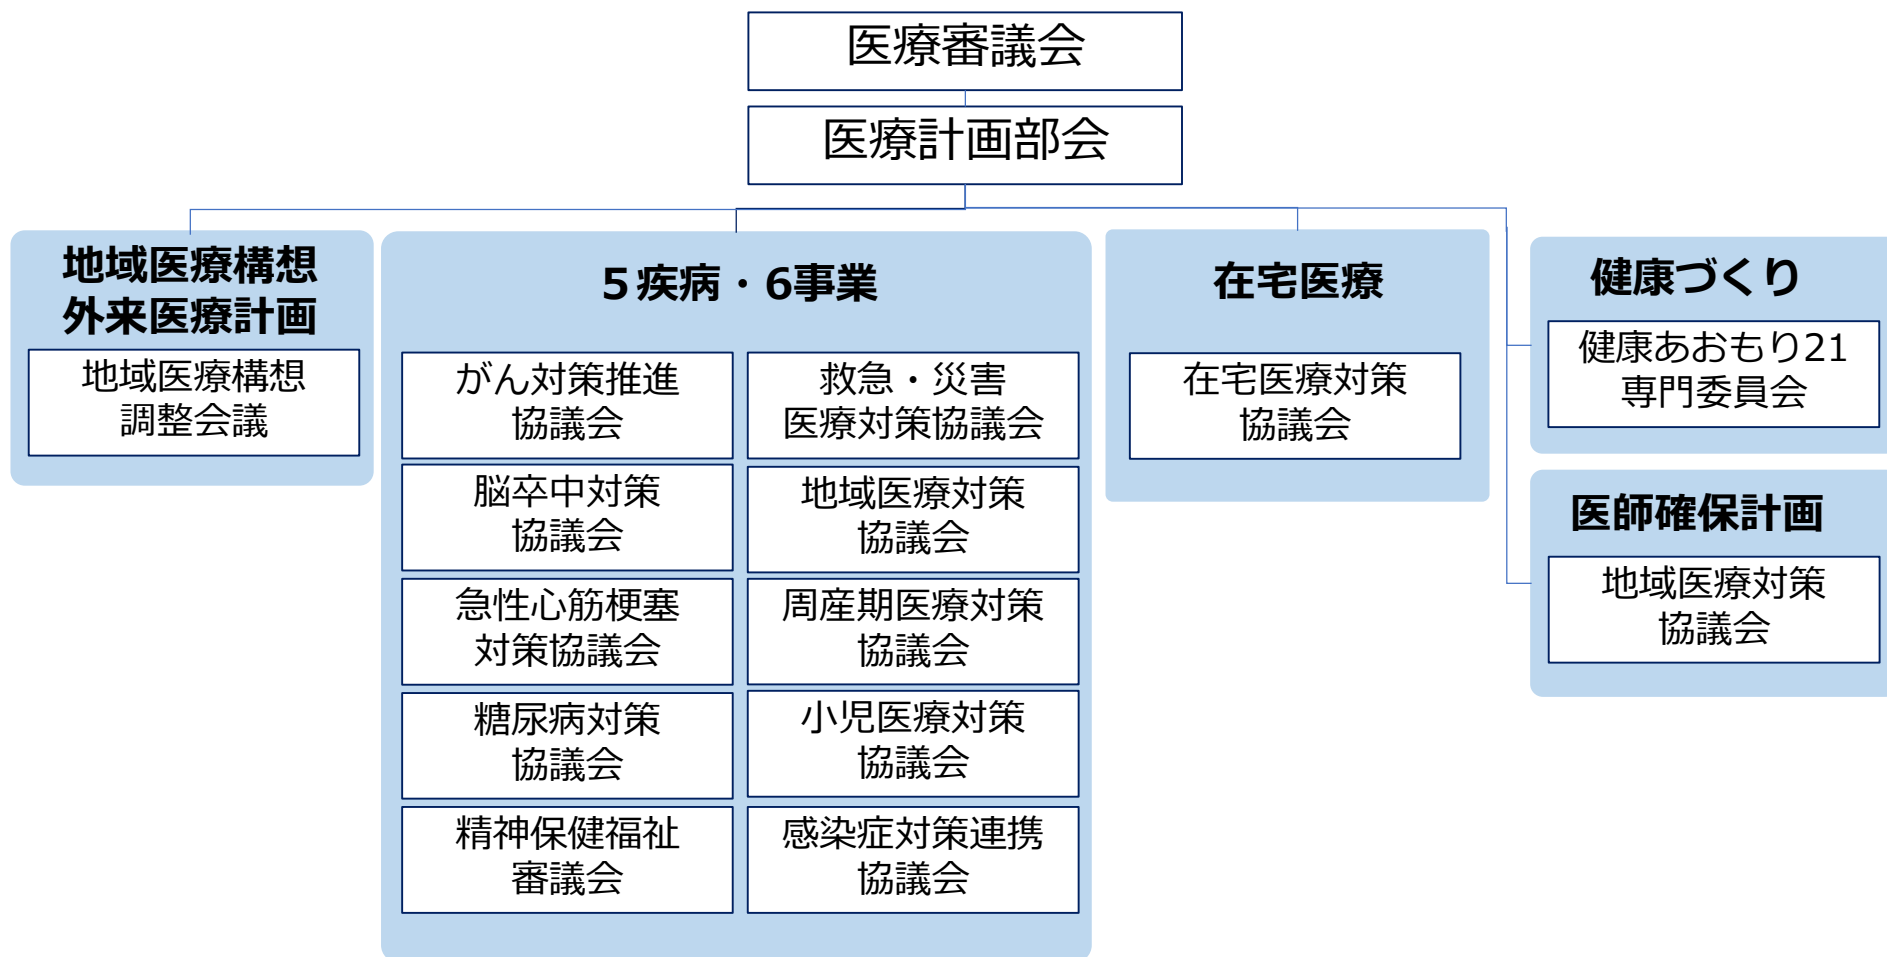 医療審議会
医療計画部会
地域医療構想
外来医療計画
地域医療構想
調整会議
５疾病・6事業
がん対策推進
協議会
脳卒中対策
協議会
急性心筋梗塞
対策協議会
糖尿病対策
協議会
精神保健福祉
審議会
救急・災害
医療対策協議会
地域医療対策
協議会
周産期医療対策
協議会
小児医療対策
協議会
感染症対策連携
協議会
在宅医療
在宅医療対策
協議会
健康づくり
健康あおもり21
専門委員会
医師確保計画
地域医療対策
協議会